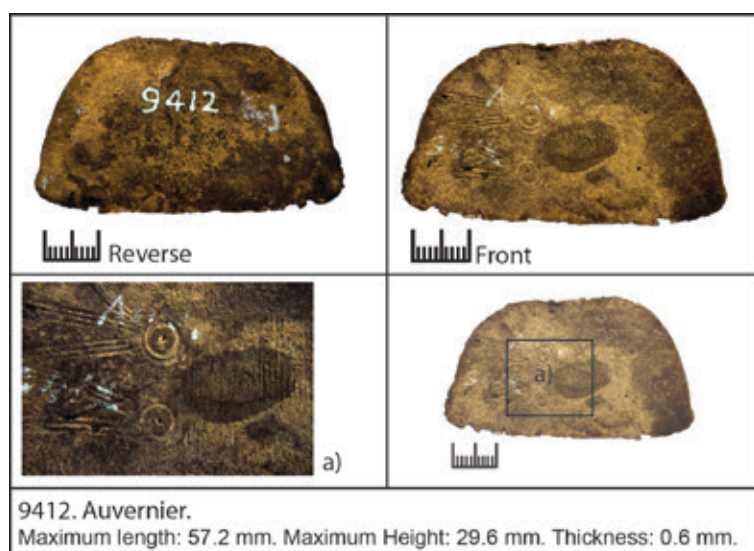 9412
Reverse
Front
a)
a)
9412. Auvernier.
Maximum length: 57.2 mm. Maximum Height: 29.6 mm. Thickness: 0.6 mm.